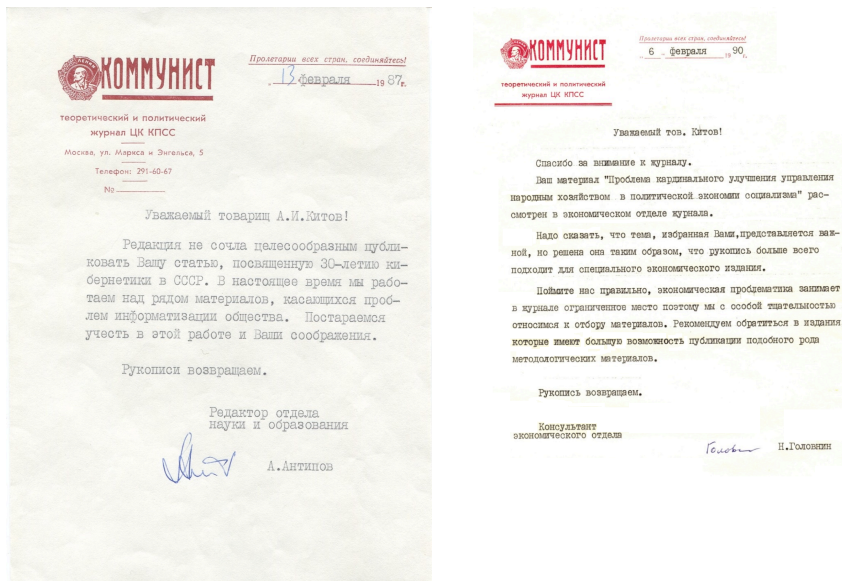 КОММУНИСТ
Пролетарии всех стран, соединяйтесь!
„ 13 февраля 1987г.
теоретический и политический
журнал ЦК КПСС
Москва, ул. Маркса и Энгельса, 5
Телефон: 291-60-67
№
Уважаемый товарищ А.И.Китов!
Редакция не сочла целесообразным публи-
ковать Вашу статью, посвященную 30-летию ки-
бернетики в СССР. В настоящее время мы рабо-
таем над рядом материалов, касающихся проб-
лем информатизации общества. Постараемся
учесть в этой работе и Ваши соображения.
Рукописи возвращаем.
Редактор отдела
науки и образования
А.Антипов
КОММУНИСТ
Пролетарии всех стран, соединяйтесь!
„ 6 „ февраля 1990г.
теоретический и политический
журнал ЦК КПСС
Уважаемый тов. Китов!
Спасибо за внимание к журналу.
Ваш материал "Проблема кардинального улучшения управления
народным хозяйством в политической экономии социализма" рас-
смотрен в экономическом отделе журнала.
Надо сказать, что тема, избранная Вами,представляется важ-
ной, но решена она таким образом, что рукопись больше всего
подходит для специального экономического издания.
Поймите нас правильно, экономическая проблематика занимает
в журнале ограниченное место поэтому мы с особой тщательностью
относимся к отбору материалов. Рекомендуем обратиться в издания
которые имеют большую возможность публикации подобного рода
методологических материалов.
Рукопись возвращаем.
Консультант
экономического отдела
Н.Головнин